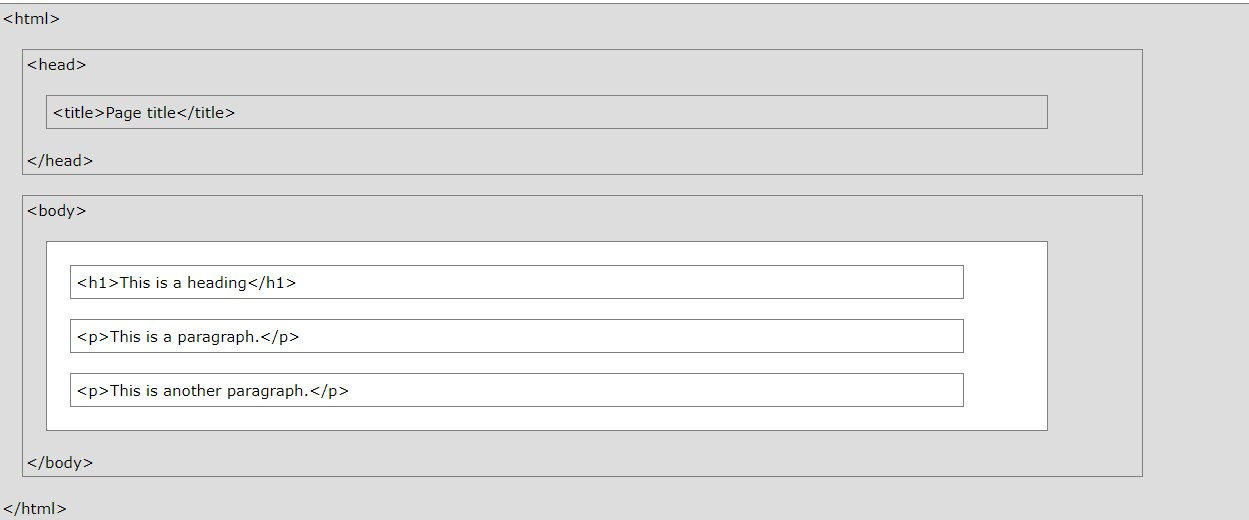 <html>
<head>
<title>Page title</title>
</head>
<body>
<h1>This is a heading</h1>
<p>This is a paragraph.</p>
<p>This is another paragraph.</p>
</body>
</html>